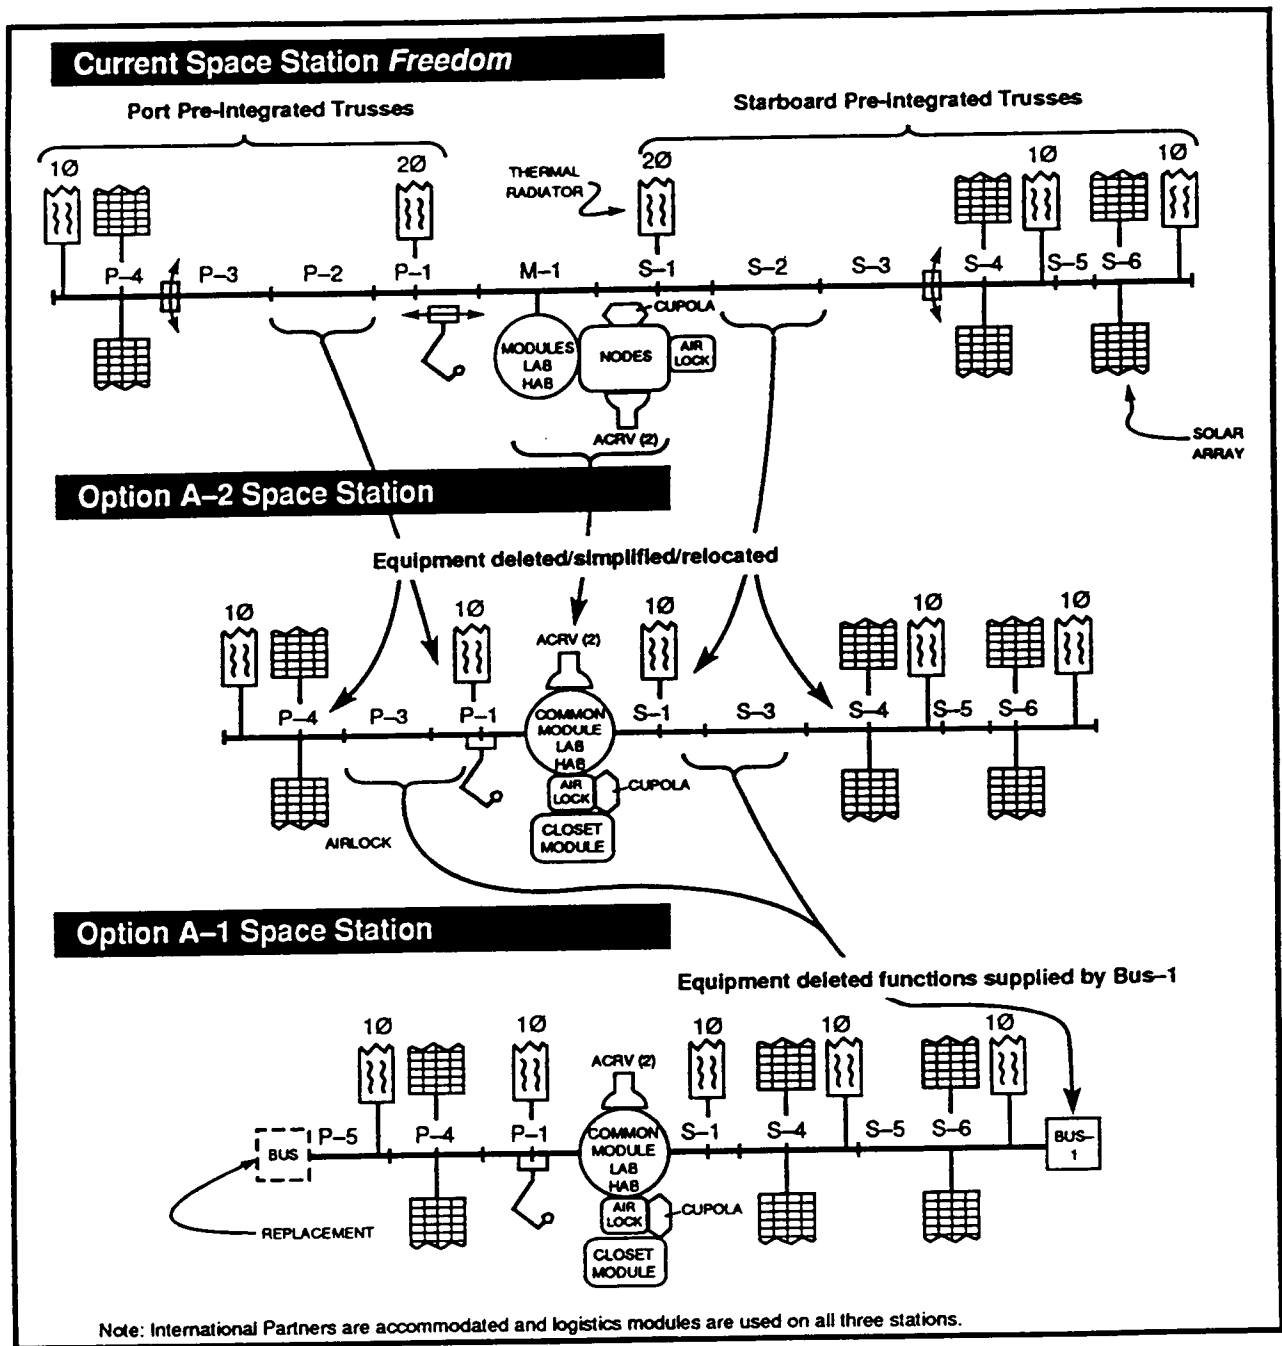 Current Space Station Freedom
Port Pre-Integrated Trusses
Starboard Pre-Integrated Trusses
1Ø
2Ø
THERMAL
RADIATOR
2Ø
1Ø
1Ø
P-4
P-3
P-2
P-1
M-1
S-1
S-2
S-3
S-4
S-5
S-6
CUPOLA
MODULES
LAB
HAB
NODES
AIR
LOCK
ACRV (2)
SOLAR
ARRAY
Option A-2 Space Station
Equipment deleted/simplified/relocated
1Ø
1Ø
1Ø
1Ø
1Ø
ACRV (2)
P-4
P-3
P-1
S-1
S-3
S-4
S-5
S-6
COMMON
MODULE
LAB
HAB
AIR
LOCK
CUPOLA
CLOSET
MODULE
AIRLOCK
Option A-1 Space Station
Equipment deleted functions supplied by Bus-1
1Ø
1Ø
1Ø
1Ø
1Ø
ACRV (2)
BUS
P-5
P-4
P-1
S-1
S-4
S-5
S-6
BUS-
1
COMMON
MODULE
LAB
HAB
AIR
LOCK
CUPOLA
CLOSET
MODULE
REPLACEMENT
Note: International Partners are accommodated and logistics modules are used on all three stations.